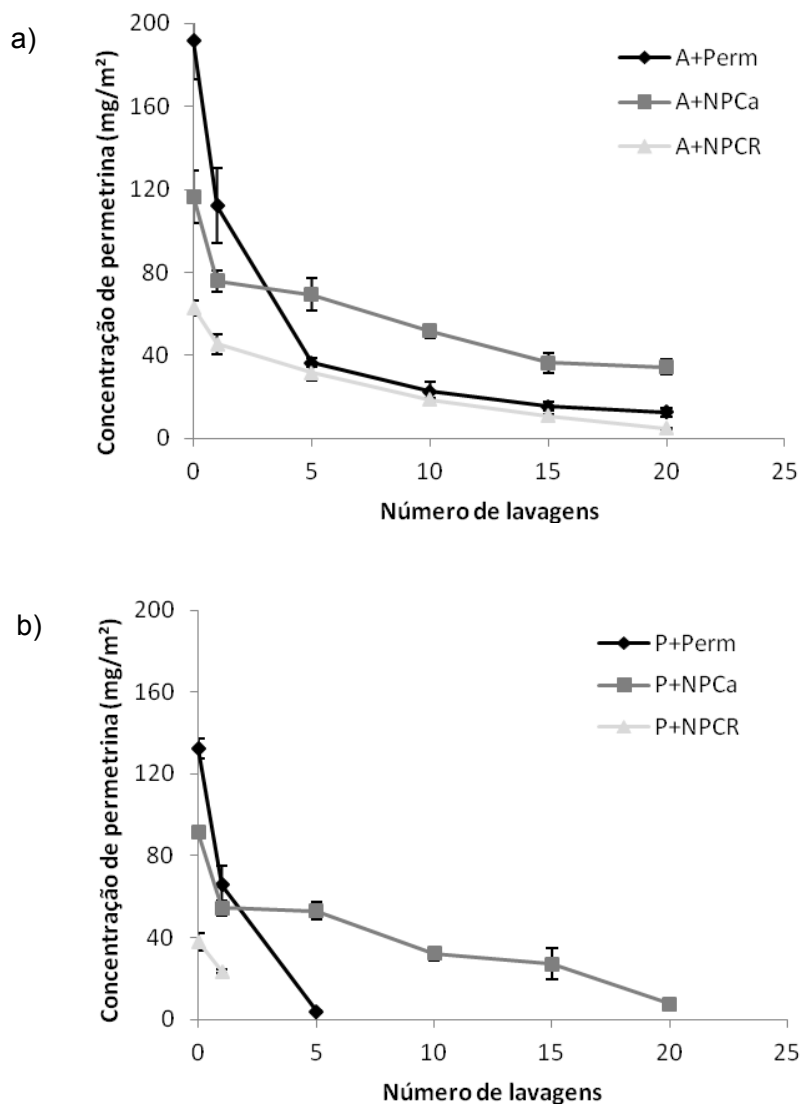 a)
Concentração de permetrina (mg/m²)
200
160
120
80
40
0
A+Perm
A+NPCa
A+NPCR
0 5 10 15 20 25
Número de lavagens
b)
Concentração de permetrina (mg/m²)
200
160
120
80
40
0
P+Perm
P+NPCa
P+NPCR
0 5 10 15 20 25
Número de lavagens